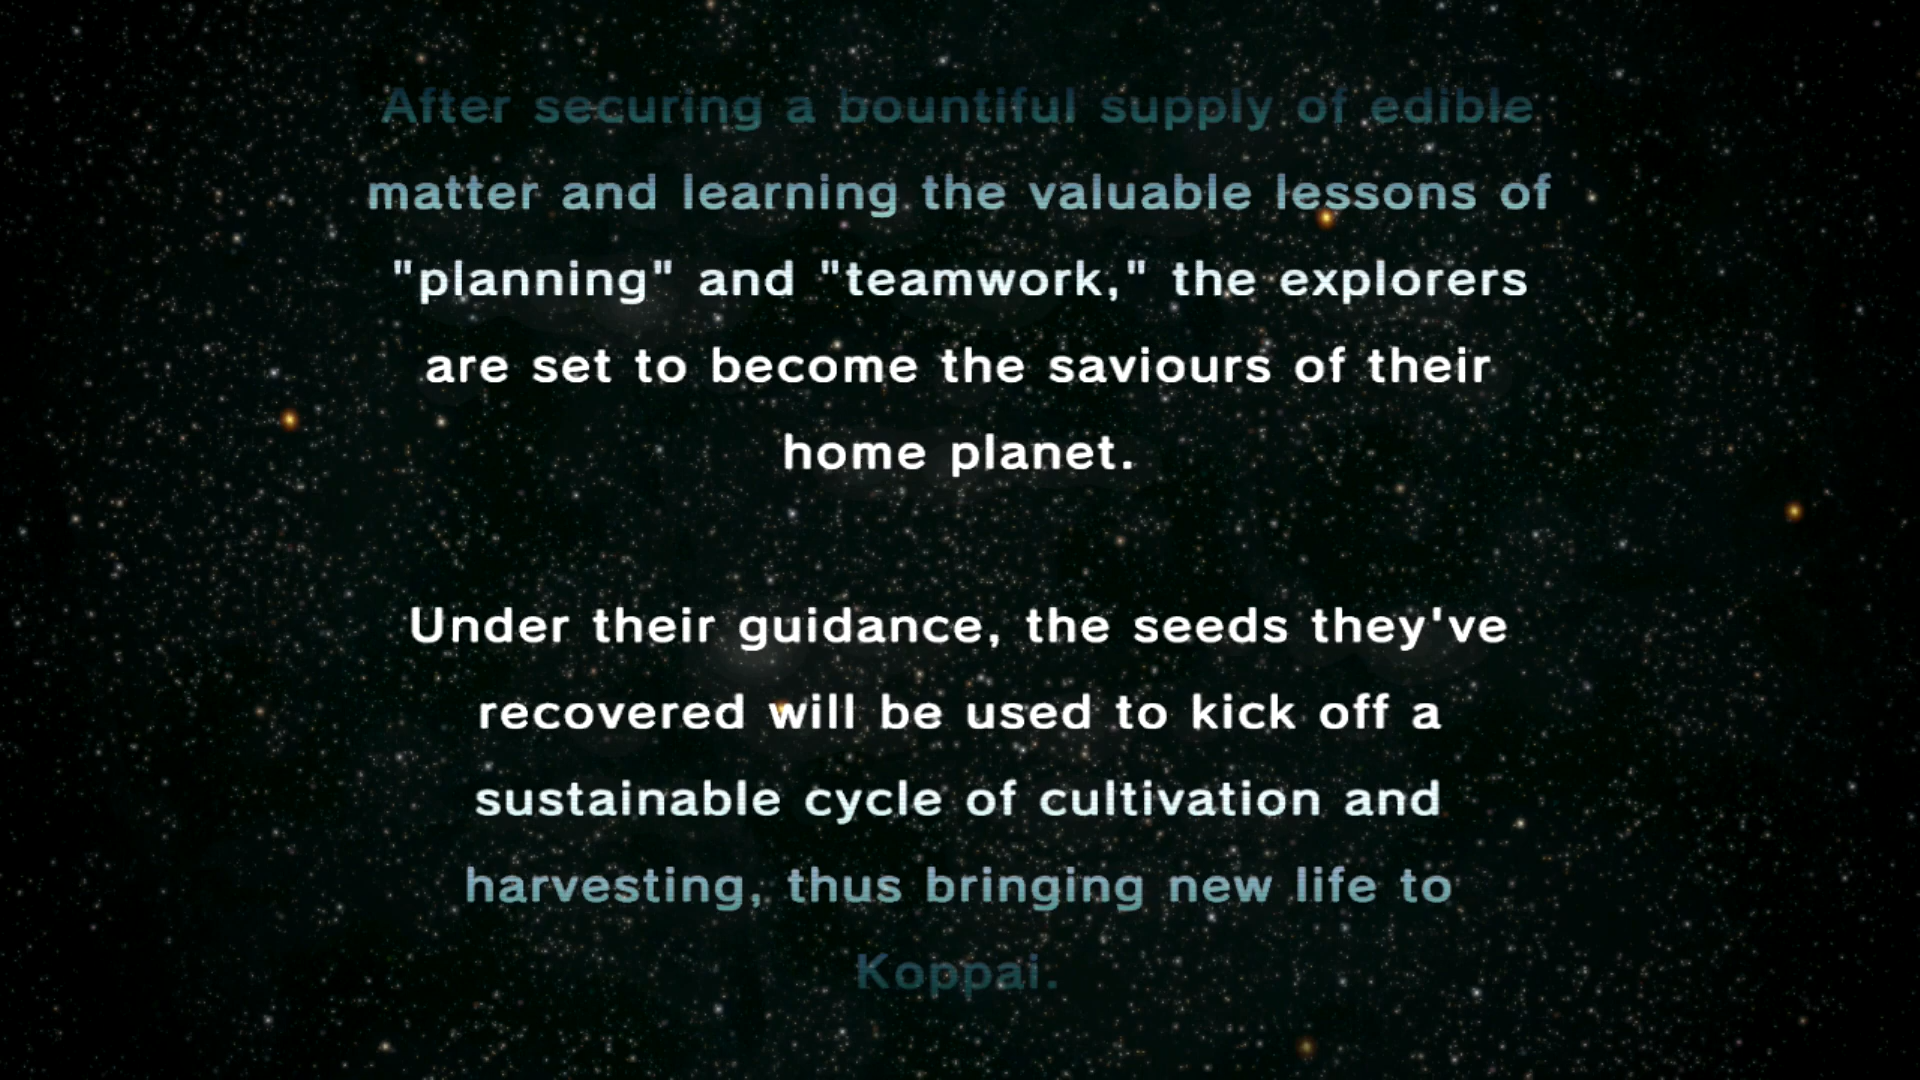 After securing a bountiful supply of edible
matter and learning the valuable lessons of
"planning" and "teamwork," the explorers
are set to become the saviours of their
home planet.
Under their guidance, the seeds they've
recovered will be used to kick off a
sustainable cycle of cultivation and
harvesting, thus bringing new life to
Koppai.